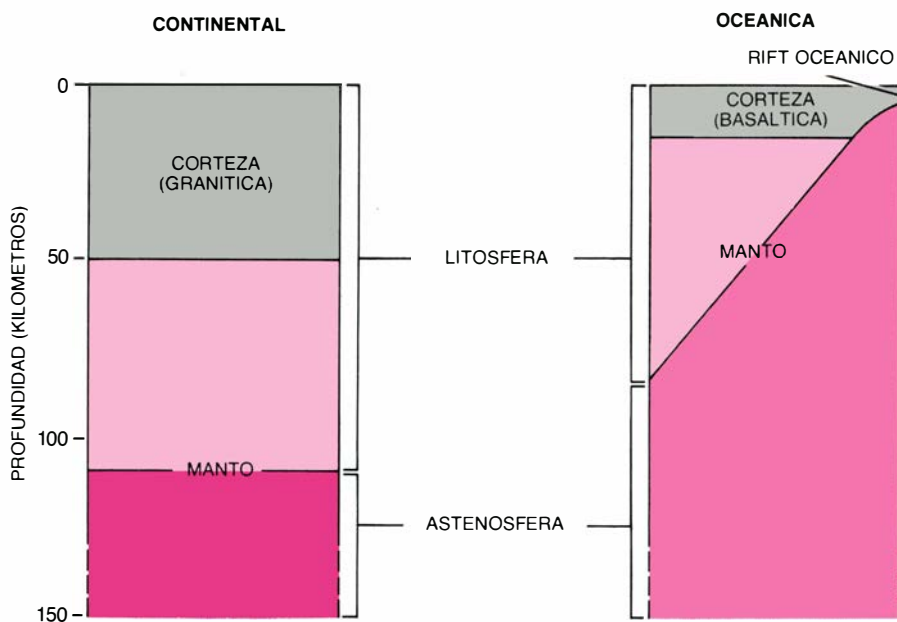 CONTINENTAL
OCEANICA
RIFT OCEANICO
0
CORTEZA
(GRANITICA)
CORTEZA
(BASALTICA)
PROFUNDIDAD (KILOMETROS)
50
LITOSFERA
MANTO
100
MANTO
ASTENOSFERA
150